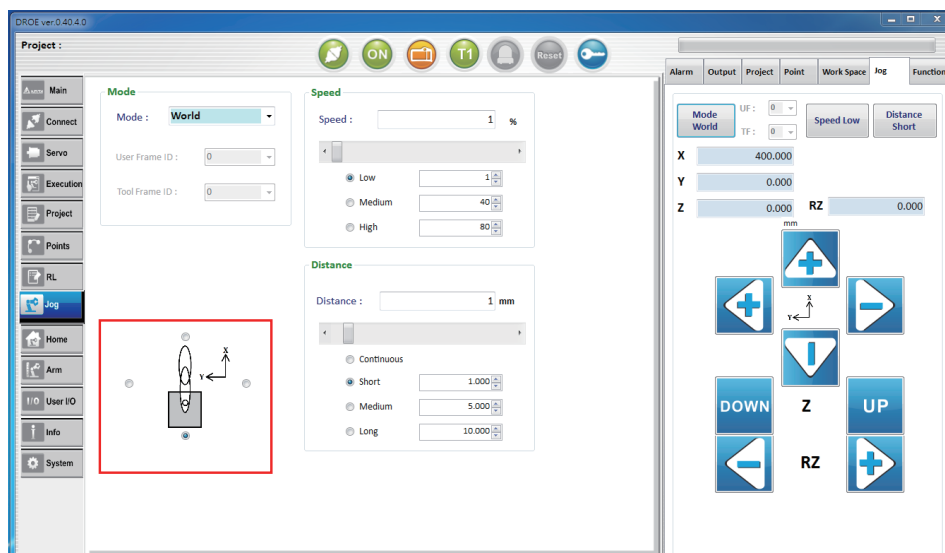 DROE ver:0.40.4.0
Project :
ON
T1
Reset
Alarm Output Project Point Work Space Jog Function
Main
Connect
Servo
Execution
Project
Points
RL
Jog
Home
Arm
I/O User I/O
Info
System
Mode
Mode : World
User Frame ID : 0
Tool Frame ID : 0
X
Y
Speed
Speed : 1 %
Low 1
Medium 40
High 80
Distance
Distance : 1 mm
Continuous
Short 1.000
Medium 5.000
Long 10.000
Mode
World
UF : 0
TF : 0
Speed Low
Distance
Short
X 400.000
Y 0.000
Z 0.000 RZ 0.000
mm
X
Y
DOWN Z UP
RZ